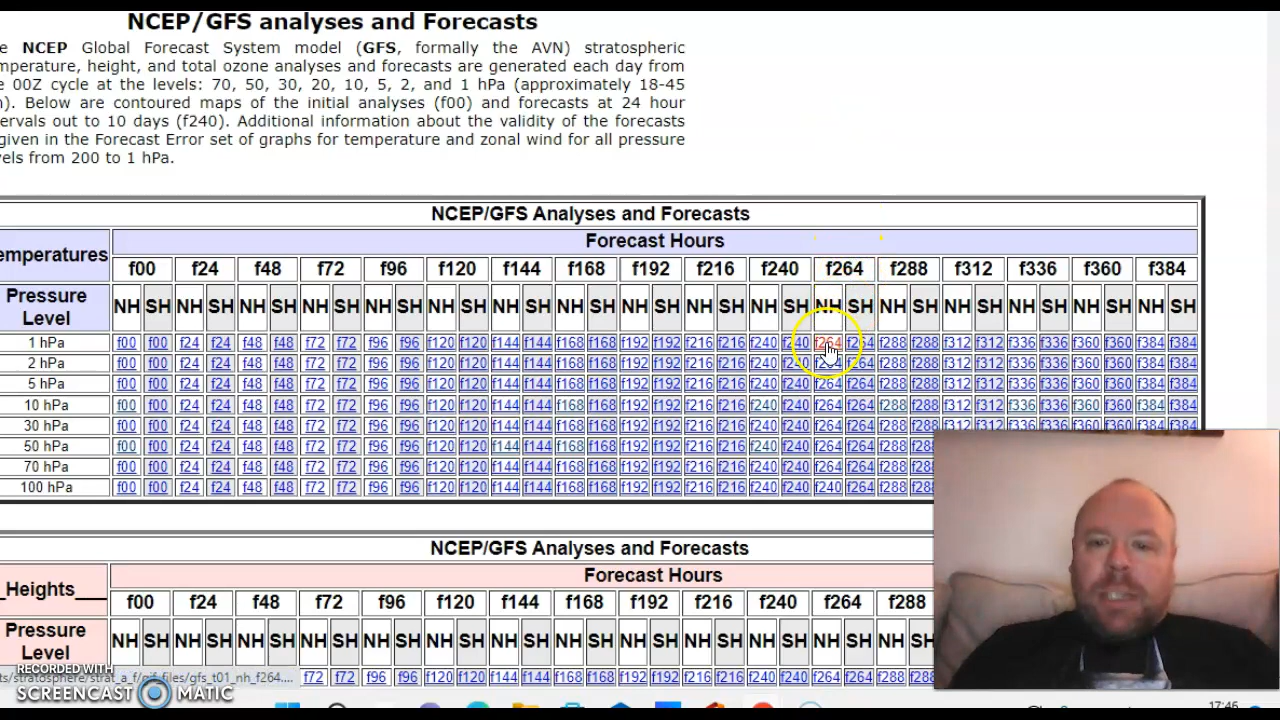 NCEP/GFS analyses and Forecasts
e NCEP Global Forecast System model (GFS, formally the AVN) stratospheric
mperature, height, and total ozone analyses and forecasts are generated each day from
e 00Z cycle at the levels: 70, 50, 30, 20, 10, 5, 2, and 1 hPa (approximately 18-45
n). Below are contoured maps of the initial analyses (f00) and forecasts at 24 hour
ervals out to 10 days (f240). Additional information about the validity of the forecasts
given in the Forecast Error set of graphs for temperature and zonal wind for all pressure
vels from 200 to 1 hPa.
NCEP/GFS Analyses and Forecasts
emperatures Forecast Hours
f00 f24 f48 f72 f96 f120 f144 f168 f192 f216 f240 f264 f288 f312 f336 f360 f384
Pressure Level NH SH NH SH NH SH NH SH NH SH NH SH NH SH NH SH NH SH NH SH NH SH NH SH NH SH NH SH NH SH NH SH NH SH
1 hPa f00 f00 f24 f24 f48 f48 f72 f72 f96 f96 f120 f120 f144 f144 f168 f168 f192 f192 f216 f216 f240 f240 f264 f264 f288 f288 f312 f312 f336 f336 f360 f360 f384 f384
2 hPa f00 f00 f24 f24 f48 f48 f72 f72 f96 f96 f120 f120 f144 f144 f168 f168 f192 f192 f216 f216 f240 f240 f264 f264 f288 f288 f312 f312 f336 f336 f360 f360 f384 f384
5 hPa f00 f00 f24 f24 f48 f48 f72 f72 f96 f96 f120 f120 f144 f144 f168 f168 f192 f192 f216 f216 f240 f240 f264 f264 f288 f288 f312 f312 f336 f336 f360 f360 f384 f384
10 hPa f00 f00 f24 f24 f48 f48 f72 f72 f96 f96 f120 f120 f144 f144 f168 f168 f192 f192 f216 f216 f240 f240 f264 f264 f288 f288 f312 f312 f336 f336 f360 f360 f384 f384
30 hPa f00 f00 f24 f24 f48 f48 f72 f72 f96 f96 f120 f120 f144 f144 f168 f168 f192 f192 f216 f216 f240 f240 f264 f264 f288 f288 f312 f312 f336 f336 f360 f360 f384 f384
50 hPa f00 f00 f24 f24 f48 f48 f72 f72 f96 f96 f120 f120 f144 f144 f168 f168 f192 f192 f216 f216 f240 f240 f264 f264 f288 f288
70 hPa f00 f00 f24 f24 f48 f48 f72 f72 f96 f96 f120 f120 f144 f144 f168 f168 f192 f192 f216 f216 f240 f240 f264 f264 f288 f288
100 hPa f00 f00 f24 f24 f48 f48 f72 f72 f96 f96 f120 f120 f144 f144 f168 f168 f192 f192 f216 f216 f240 f240 f240 f264 f288 f288
NCEP/GFS Analyses and Forecasts
_Heights___ Forecast Hours
f00 f24 f48 f72 f96 f120 f144 f168 f192 f216 f240 f264 f288
Pressure Level NH SH NH SH NH SH NH SH NH SH NH SH NH SH NH SH NH SH NH SH NH SH NH SH NH SH
f72 f72 f96 f96 f120 f120 f144 f144 f168 f168 f192 f192 f216 f216 f240 f240 f264 f264 f288 f288
ts/stratosphere/strat_a_f/gif_files/gfs_t01_nh_f264....
RECORDED WITH
SCREENCAST MATIC
17:46